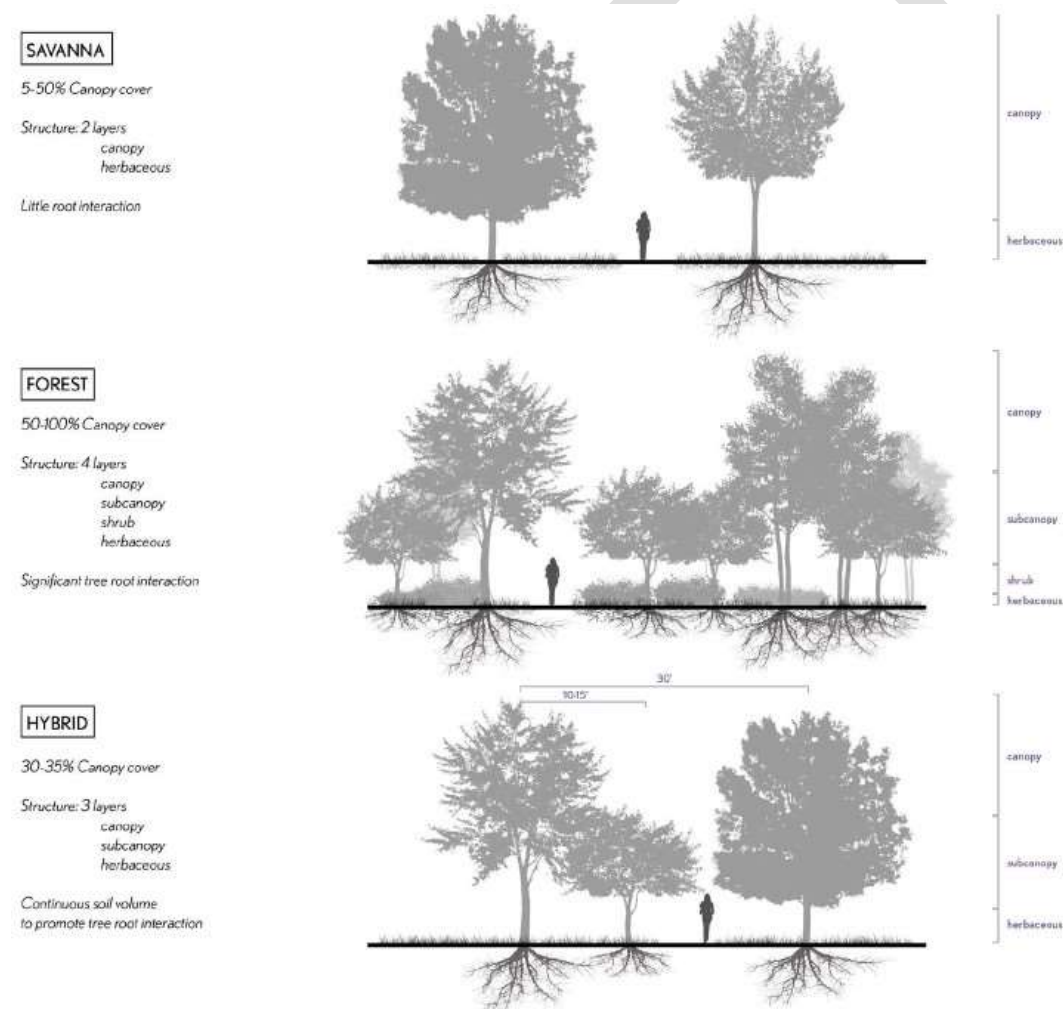 SAVANNA
5-50% Canopy cover
Structure: 2 layers
canopy
herbaceous
Little root interaction
canopy
herbaceous
FOREST
50-100% Canopy cover
Structure: 4 layers
canopy
subcanopy
shrub
herbaceous
Significant tree root interaction
canopy
subcanopy
shrub
herbaceous
HYBRID
30-35% Canopy cover
Structure: 3 layers
canopy
subcanopy
herbaceous
Continuous soil volume
to promote tree root interaction
30'
10-15'
canopy
subcanopy
herbaceous